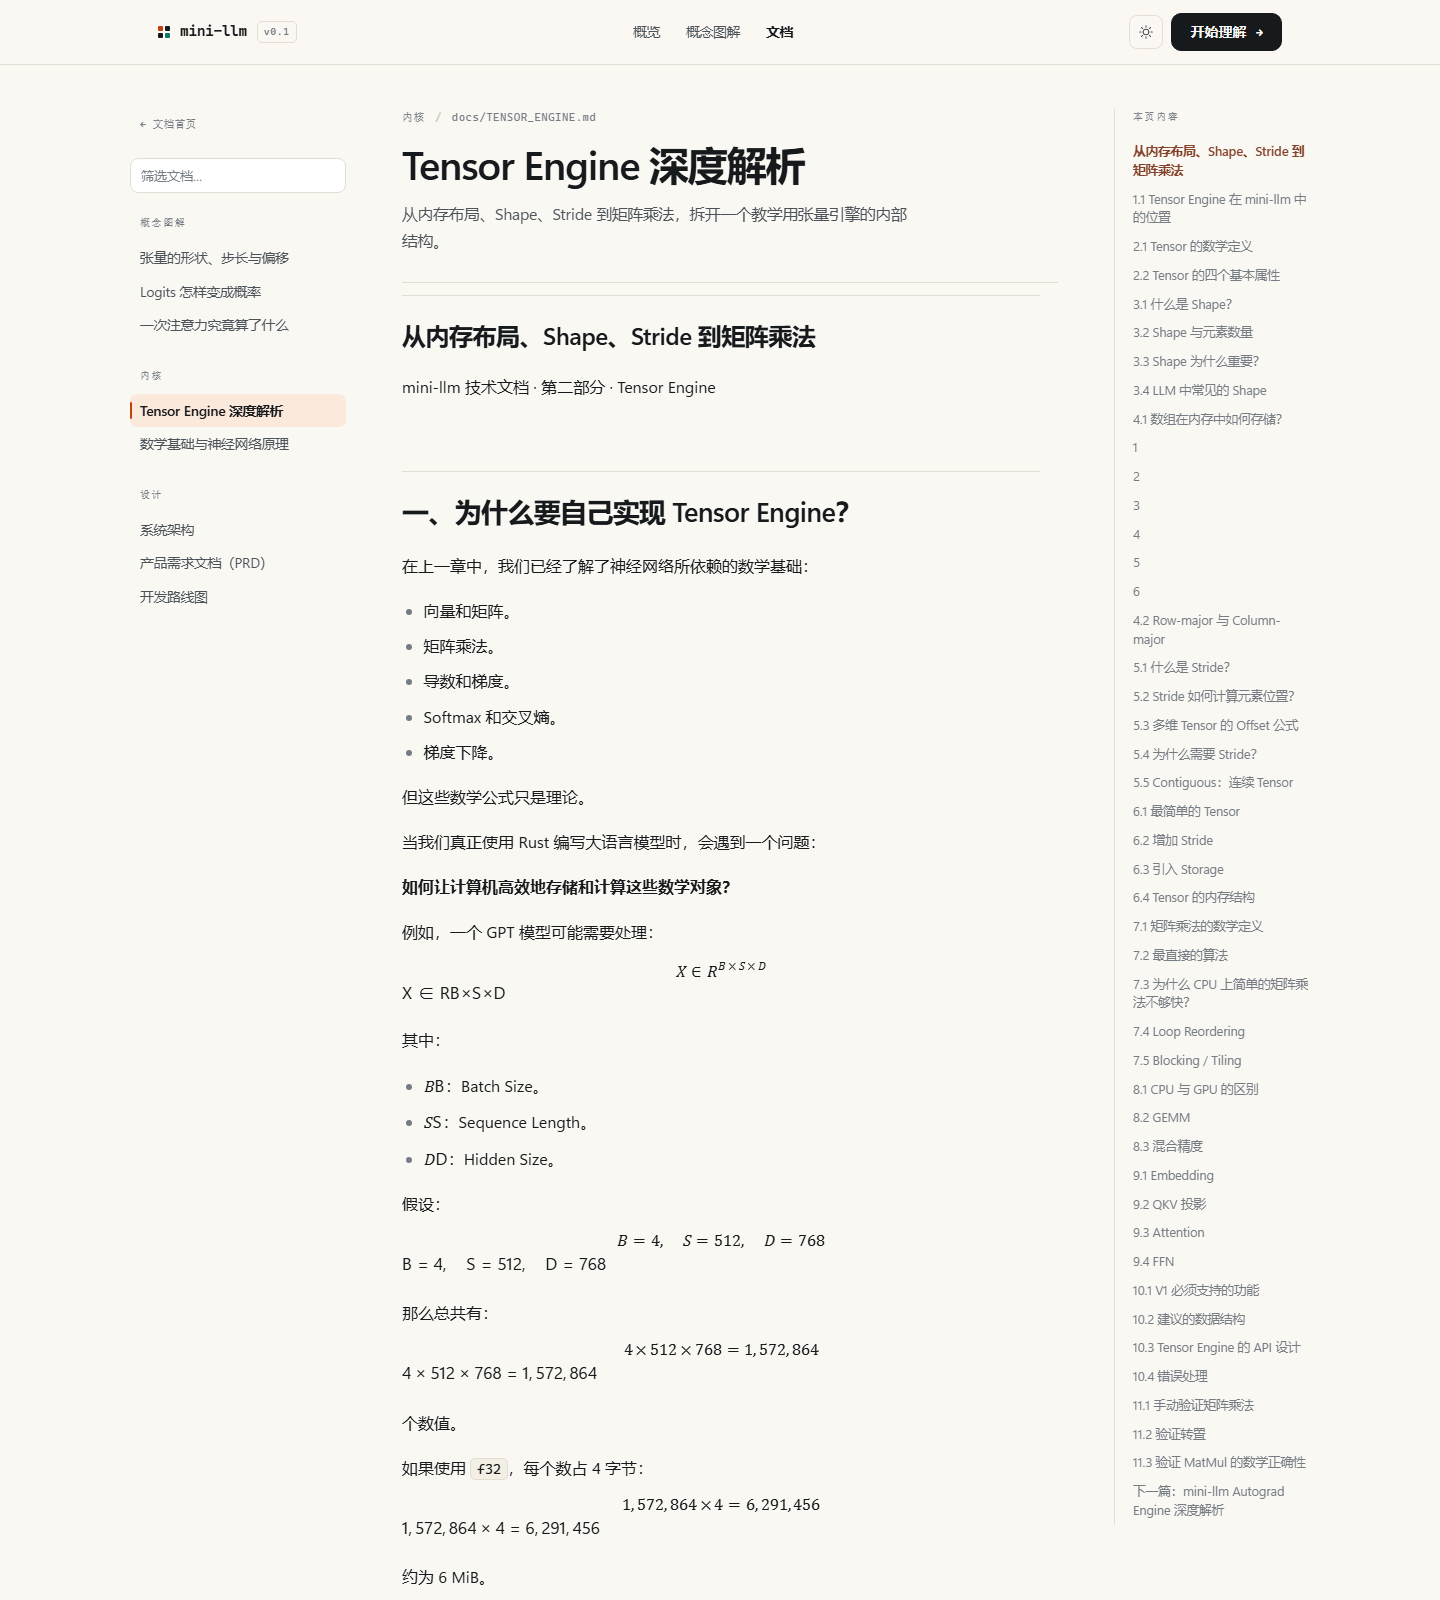 mini-llm v0.1
概览 概念图解 文档
开始理解 →
← 文档首页
筛选文档...
概念图解
张量的形状、步长与偏移
Logits 怎样变成概率
一次注意力究竟算了什么
内核
Tensor Engine 深度解析
数学基础与神经网络原理
设计
系统架构
产品需求文档（PRD）
开发路线图
内核 / docs/TENSOR_ENGINE.md
Tensor Engine 深度解析
从内存布局、Shape、Stride 到矩阵乘法，拆开一个教学用张量引擎的内部
结构。
从内存布局、Shape、Stride 到矩阵乘法
mini-llm 技术文档 · 第二部分 · Tensor Engine
一、为什么要自己实现 Tensor Engine？
在上一章中，我们已经了解了神经网络所依赖的数学基础：
向量和矩阵。
矩阵乘法。
导数和梯度。
Softmax 和交叉熵。
梯度下降。
但这些数学公式只是理论。
当我们真正使用 Rust 编写大语言模型时，会遇到一个问题：
如何让计算机高效地存储和计算这些数学对象？
例如，一个 GPT 模型可能需要处理：
X ∈ R^{B×S×D}
X ∈ RB×S×D
其中：
BB：Batch Size。
SS：Sequence Length。
DD：Hidden Size。
假设：
B = 4, S = 512, D = 768
B = 4, S = 512, D = 768
那么总共有：
4 × 512 × 768 = 1,572,864
4 × 512 × 768 = 1,572,864
个数值。
如果使用 f32，每个数占 4 字节：
1,572,864 × 4 = 6,291,456
1,572,864 × 4 = 6,291,456
约为 6 MiB。
本页内容
从内存布局、Shape、Stride 到
矩阵乘法
1.1 Tensor Engine 在 mini-llm 中
的位置
2.1 Tensor 的数学定义
2.2 Tensor 的四个基本属性
3.1 什么是 Shape？
3.2 Shape 与元素数量
3.3 Shape 为什么重要？
3.4 LLM 中常见的 Shape
4.1 数组在内存中如何存储？
1
2
3
4
5
6
4.2 Row-major 与 Column-
major
5.1 什么是 Stride？
5.2 Stride 如何计算元素位置？
5.3 多维 Tensor 的 Offset 公式
5.4 为什么需要 Stride？
5.5 Contiguous：连续 Tensor
6.1 最简单的 Tensor
6.2 增加 Stride
6.3 引入 Storage
6.4 Tensor 的内存结构
7.1 矩阵乘法的数学定义
7.2 最直接的算法
7.3 为什么 CPU 上简单的矩阵乘
法不够快？
7.4 Loop Reordering
7.5 Blocking / Tiling
8.1 CPU 与 GPU 的区别
8.2 GEMM
8.3 混合精度
9.1 Embedding
9.2 QKV 投影
9.3 Attention
9.4 FFN
10.1 V1 必须支持的功能
10.2 建议的数据结构
10.3 Tensor Engine 的 API 设计
10.4 错误处理
11.1 手动验证矩阵乘法
11.2 验证转置
11.3 验证 MatMul 的数学正确性
下一篇：mini-llm Autograd
Engine 深度解析